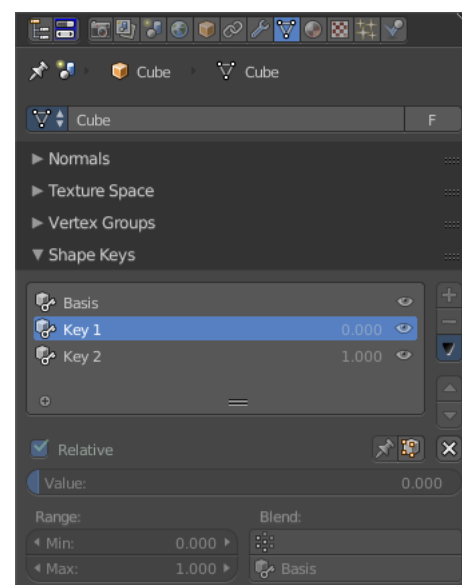 Cube Cube
Cube F
Normals
Texture Space
Vertex Groups
Shape Keys
Basis
Key 1 0.000
Key 2 1.000
Relative
Value: 0.000
Range: Blend:
Min: 0.000
Max: 1.000 Basis